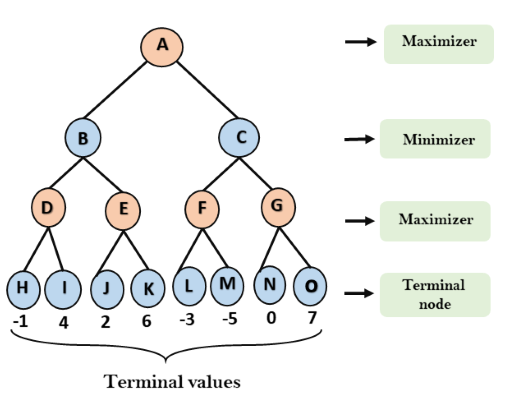 A
Maximizer
B
C
Minimizer
D
E
F
G
Maximizer
H
I
J
K
L
M
N
O
Terminal
node
-1
4
2
6
-3
-5
0
7
Terminal values